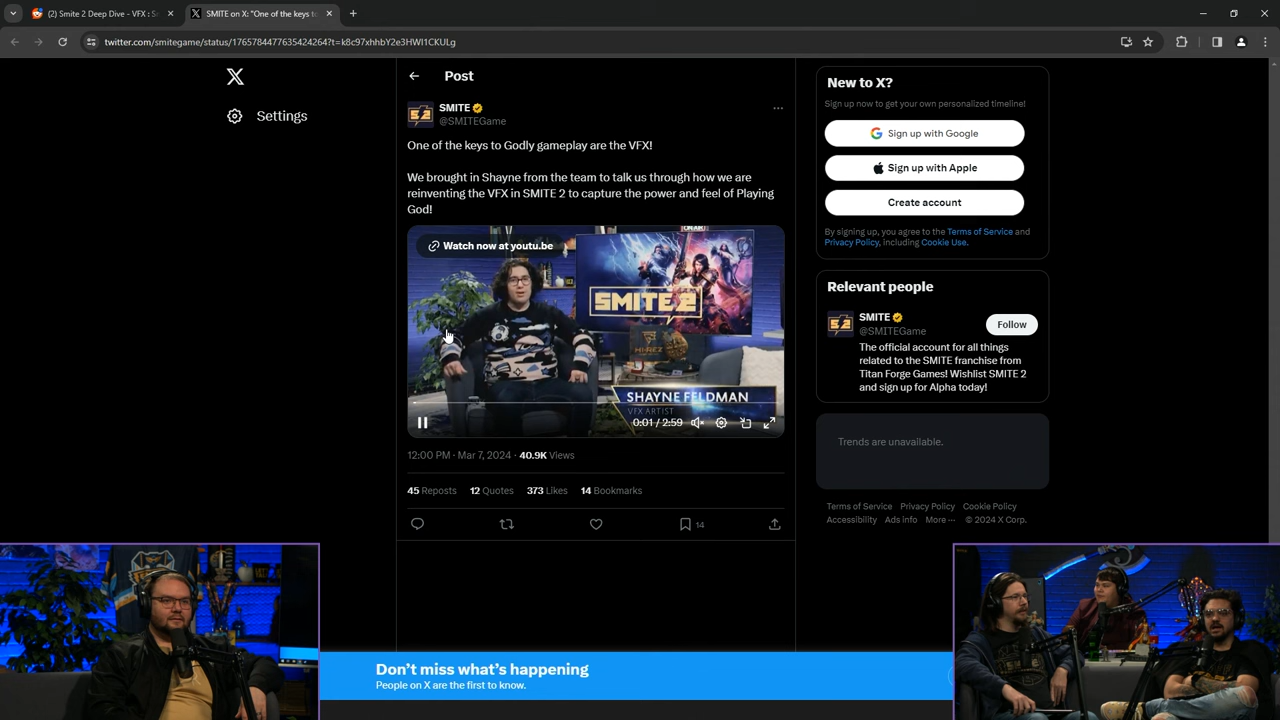 (2) Smite 2 Deep Dive - VFX : S
SMITE on X: "One of the keys t
twitter.com/smitegame/status/1765784477635424264?t=k8c97xhhbY2e3HWI1CKULg
Settings
Post
SMITE
@SMITEGame
One of the keys to Godly gameplay are the VFX!
We brought in Shayne from the team to talk us through how we are
reinventing the VFX in SMITE 2 to capture the power and feel of Playing
God!
Watch now at youtu.be
SMITE 2
HI-REZ
SHAYNE FELDMAN
VFX ARTIST
0:01 / 2:59
12:00 PM · Mar 7, 2024 · 40.9K Views
45 Reposts 12 Quotes 373 Likes 14 Bookmarks
14
New to X?
Sign up now to get your own personalized timeline!
Sign up with Google
Sign up with Apple
Create account
By signing up, you agree to the Terms of Service and
Privacy Policy, including Cookie Use.
Relevant people
SMITE
@SMITEGame
Follow
The official account for all things
related to the SMITE franchise from
Titan Forge Games! Wishlist SMITE 2
and sign up for Alpha today!
Trends are unavailable.
Terms of Service Privacy Policy Cookie Policy
Accessibility Ads info More ··· © 2024 X Corp.
Don't miss what's happening
People on X are the first to know.